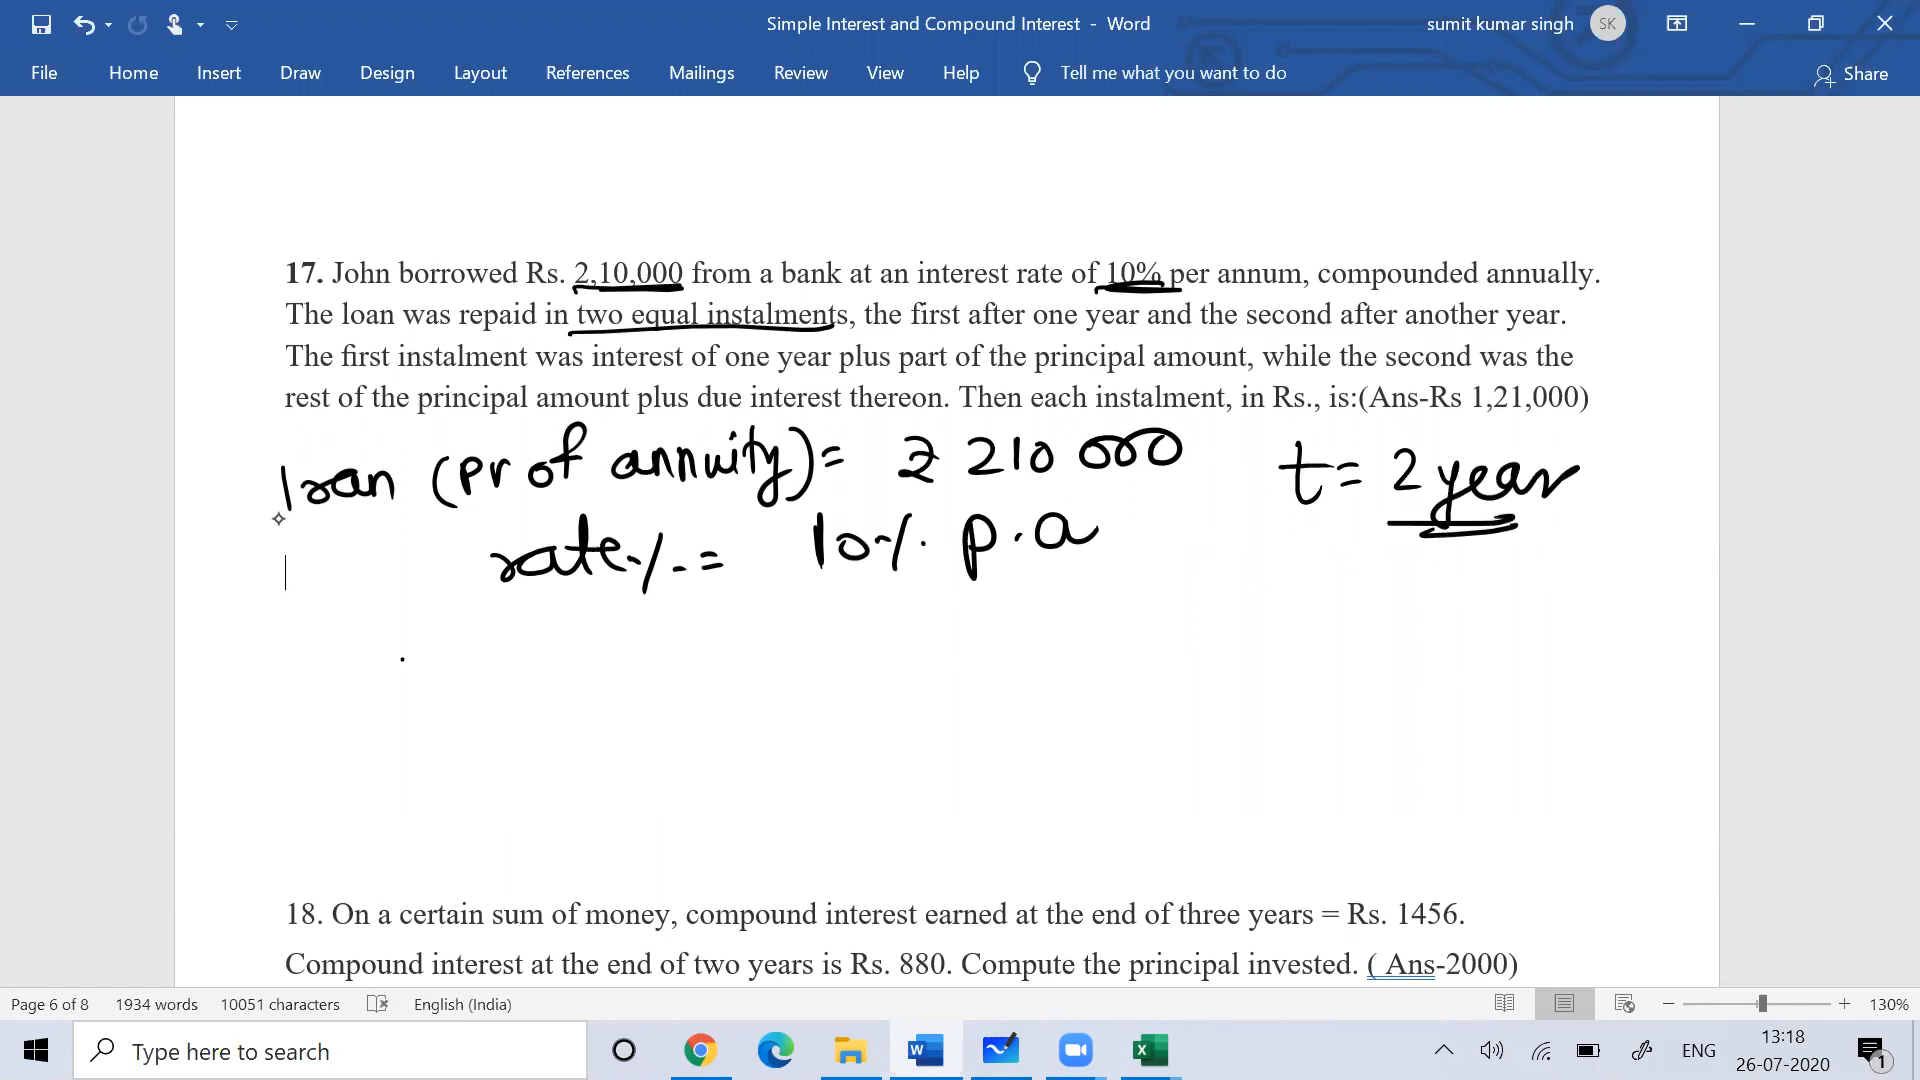 Simple Interest and Compound Interest - Word
sumit kumar singh SK
File Home Insert Draw Design Layout References Mailings Review View Help Tell me what you want to do Share
17. John borrowed Rs. 2,10,000 from a bank at an interest rate of 10% per annum, compounded annually.
The loan was repaid in two equal instalments, the first after one year and the second after another year.
The first instalment was interest of one year plus part of the principal amount, while the second was the
rest of the principal amount plus due interest thereon. Then each instalment, in Rs., is:(Ans-Rs 1,21,000)
loan (pv of annuity) = ₹ 210 000 t = 2 year
rate % = 10% p.a
18. On a certain sum of money, compound interest earned at the end of three years = Rs. 1456.
Compound interest at the end of two years is Rs. 880. Compute the principal invested. ( Ans-2000)
Page 6 of 8 1934 words 10051 characters English (India) 130%
Type here to search ENG 13:18
26-07-2020 1